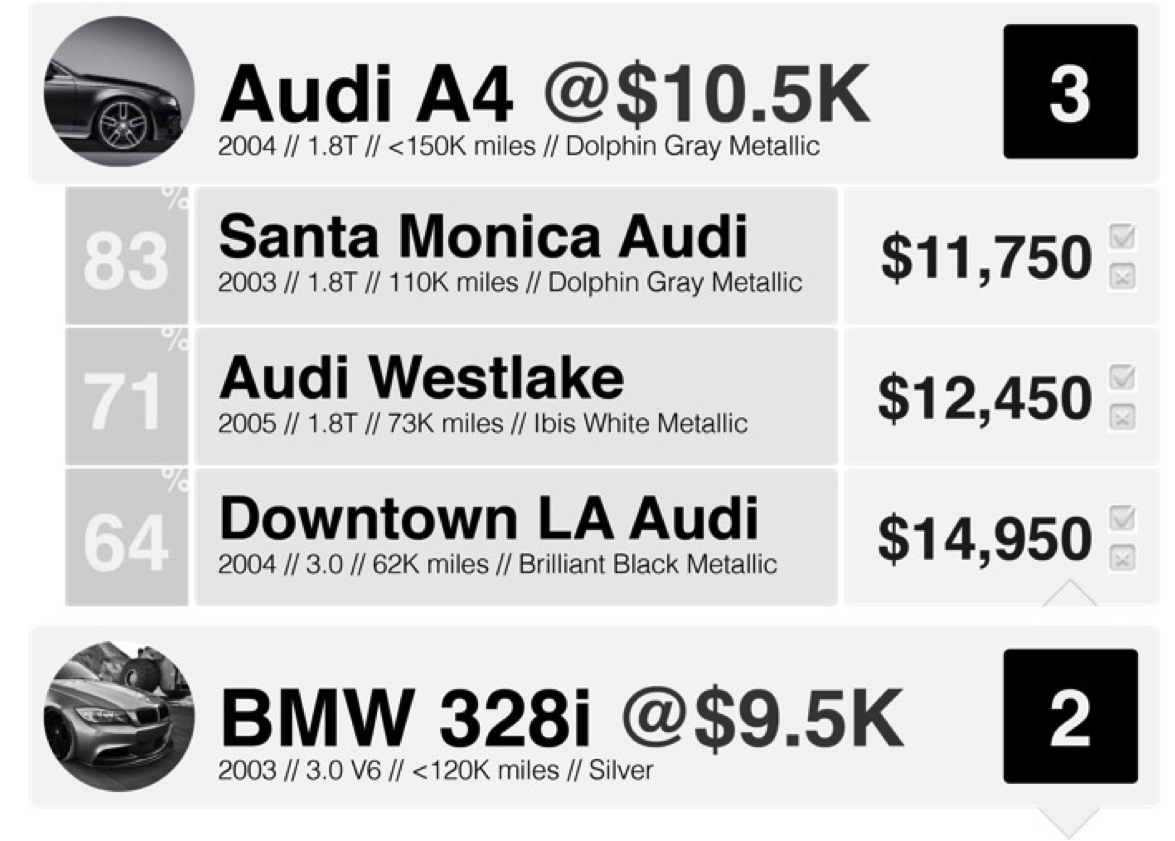 Audi A4 @$10.5K
3
2004 // 1.8T // <150K miles // Dolphin Gray Metallic
83%
Santa Monica Audi
$11,750
2003 // 1.8T // 110K miles // Dolphin Gray Metallic
71%
Audi Westlake
$12,450
2005 // 1.8T // 73K miles // Ibis White Metallic
64%
Downtown LA Audi
$14,950
2004 // 3.0 // 62K miles // Brilliant Black Metallic
BMW 328i @$9.5K
2
2003 // 3.0 V6 // <120K miles // Silver